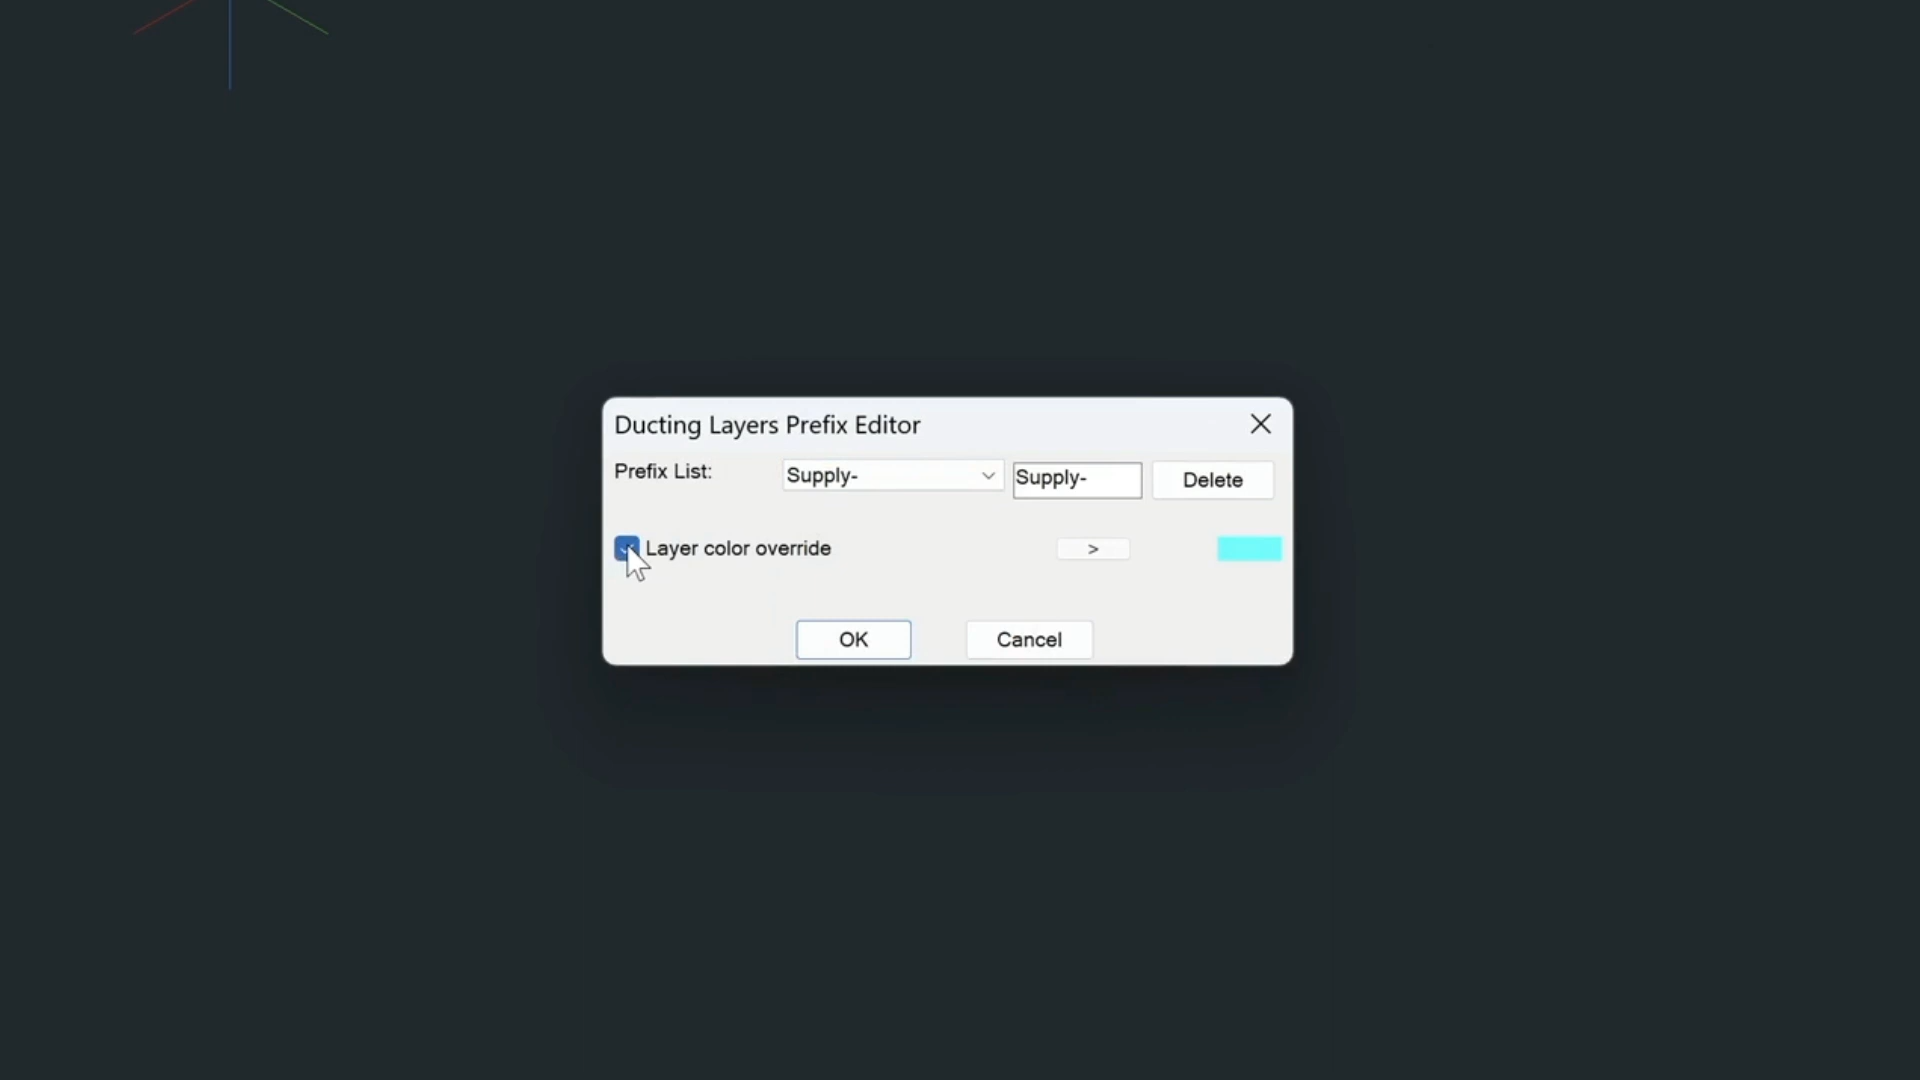 Ducting Layers Prefix Editor
Prefix List: Supply- Supply- Delete
Layer color override >
OK Cancel